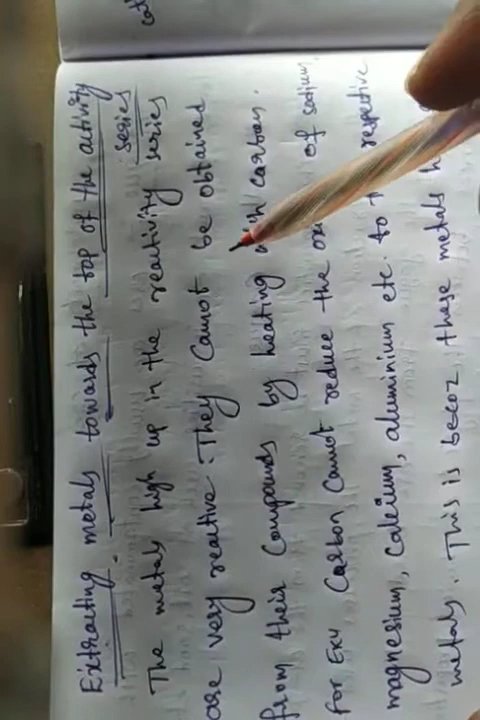 Extracting metals towards the top of the activity
series
The metals high up in the reactivity series
are very reactive. They cannot be obtained
from their compounds by heating with carbon.
for Ex:, Carbon cannot reduce the of sodium,
magnesium, Calcium, aluminium etc. to respective
metals. This is becoz these metals